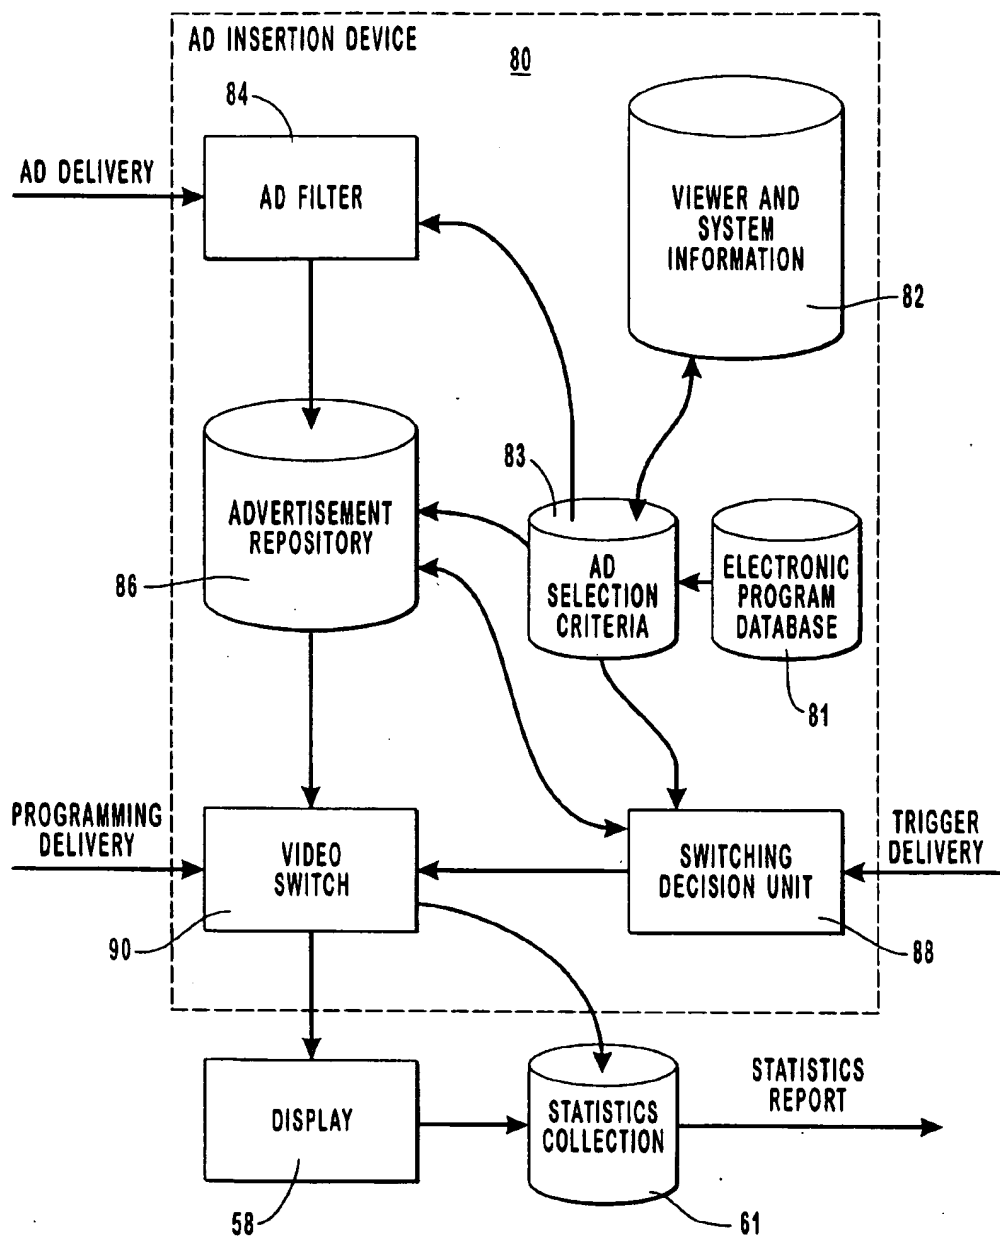 AD INSERTION DEVICE
80
84
AD DELIVERY
AD FILTER
VIEWER AND
SYSTEM
INFORMATION
82
83
ADVERTISEMENT
REPOSITORY
86
AD
SELECTION
CRITERIA
ELECTRONIC
PROGRAM
DATABASE
81
PROGRAMMING
DELIVERY
VIDEO
SWITCH
90
SWITCHING
DECISION UNIT
88
TRIGGER
DELIVERY
DISPLAY
58
STATISTICS
COLLECTION
61
STATISTICS
REPORT